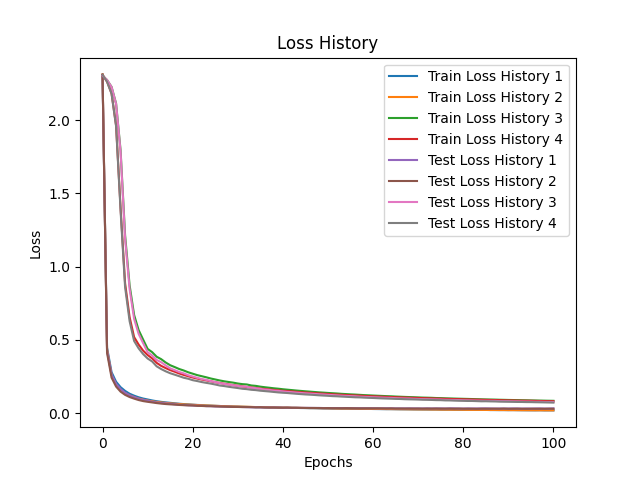 Loss History
Train Loss History 1
Train Loss History 2
Train Loss History 3
Train Loss History 4
Test Loss History 1
Test Loss History 2
Test Loss History 3
Test Loss History 4
Loss
2.0
1.5
1.0
0.5
0.0
0 20 40 60 80 100
Epochs